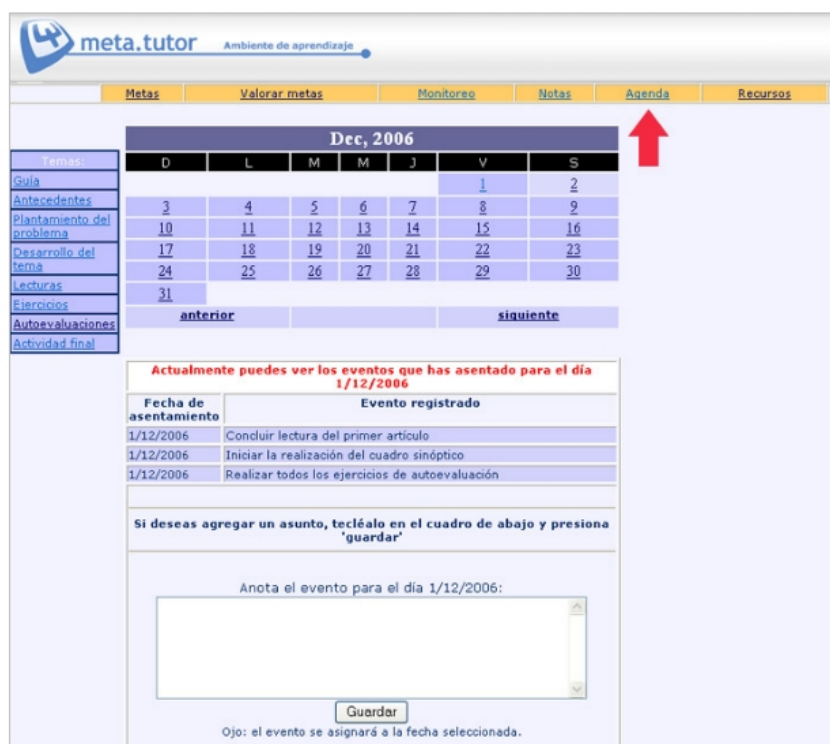 meta.tutor Ambiente de aprendizaje
Metas Valorar metas Monitoreo Notas Agenda Recursos
Temas:
Guía
Antecedentes
Plantamiento del
problema
Desarrollo del
tema
Lecturas
Ejercicios
Autoevaluaciones
Actividad final
Dec, 2006
D L M M J V S
1 2
3 4 5 6 7 8 9
10 11 12 13 14 15 16
17 18 19 20 21 22 23
24 25 26 27 28 29 30
31
anterior siguiente
Actualmente puedes ver los eventos que has asentado para el día
1/12/2006
Fecha de
asentamiento
Evento registrado
1/12/2006 Concluir lectura del primer artículo
1/12/2006 Iniciar la realización del cuadro sinóptico
1/12/2006 Realizar todos los ejercicios de autoevaluación
Si deseas agregar un asunto, tecléalo en el cuadro de abajo y presiona
'guardar'
Anota el evento para el día 1/12/2006:
Guardar
Ojo: el evento se asignará a la fecha seleccionada.